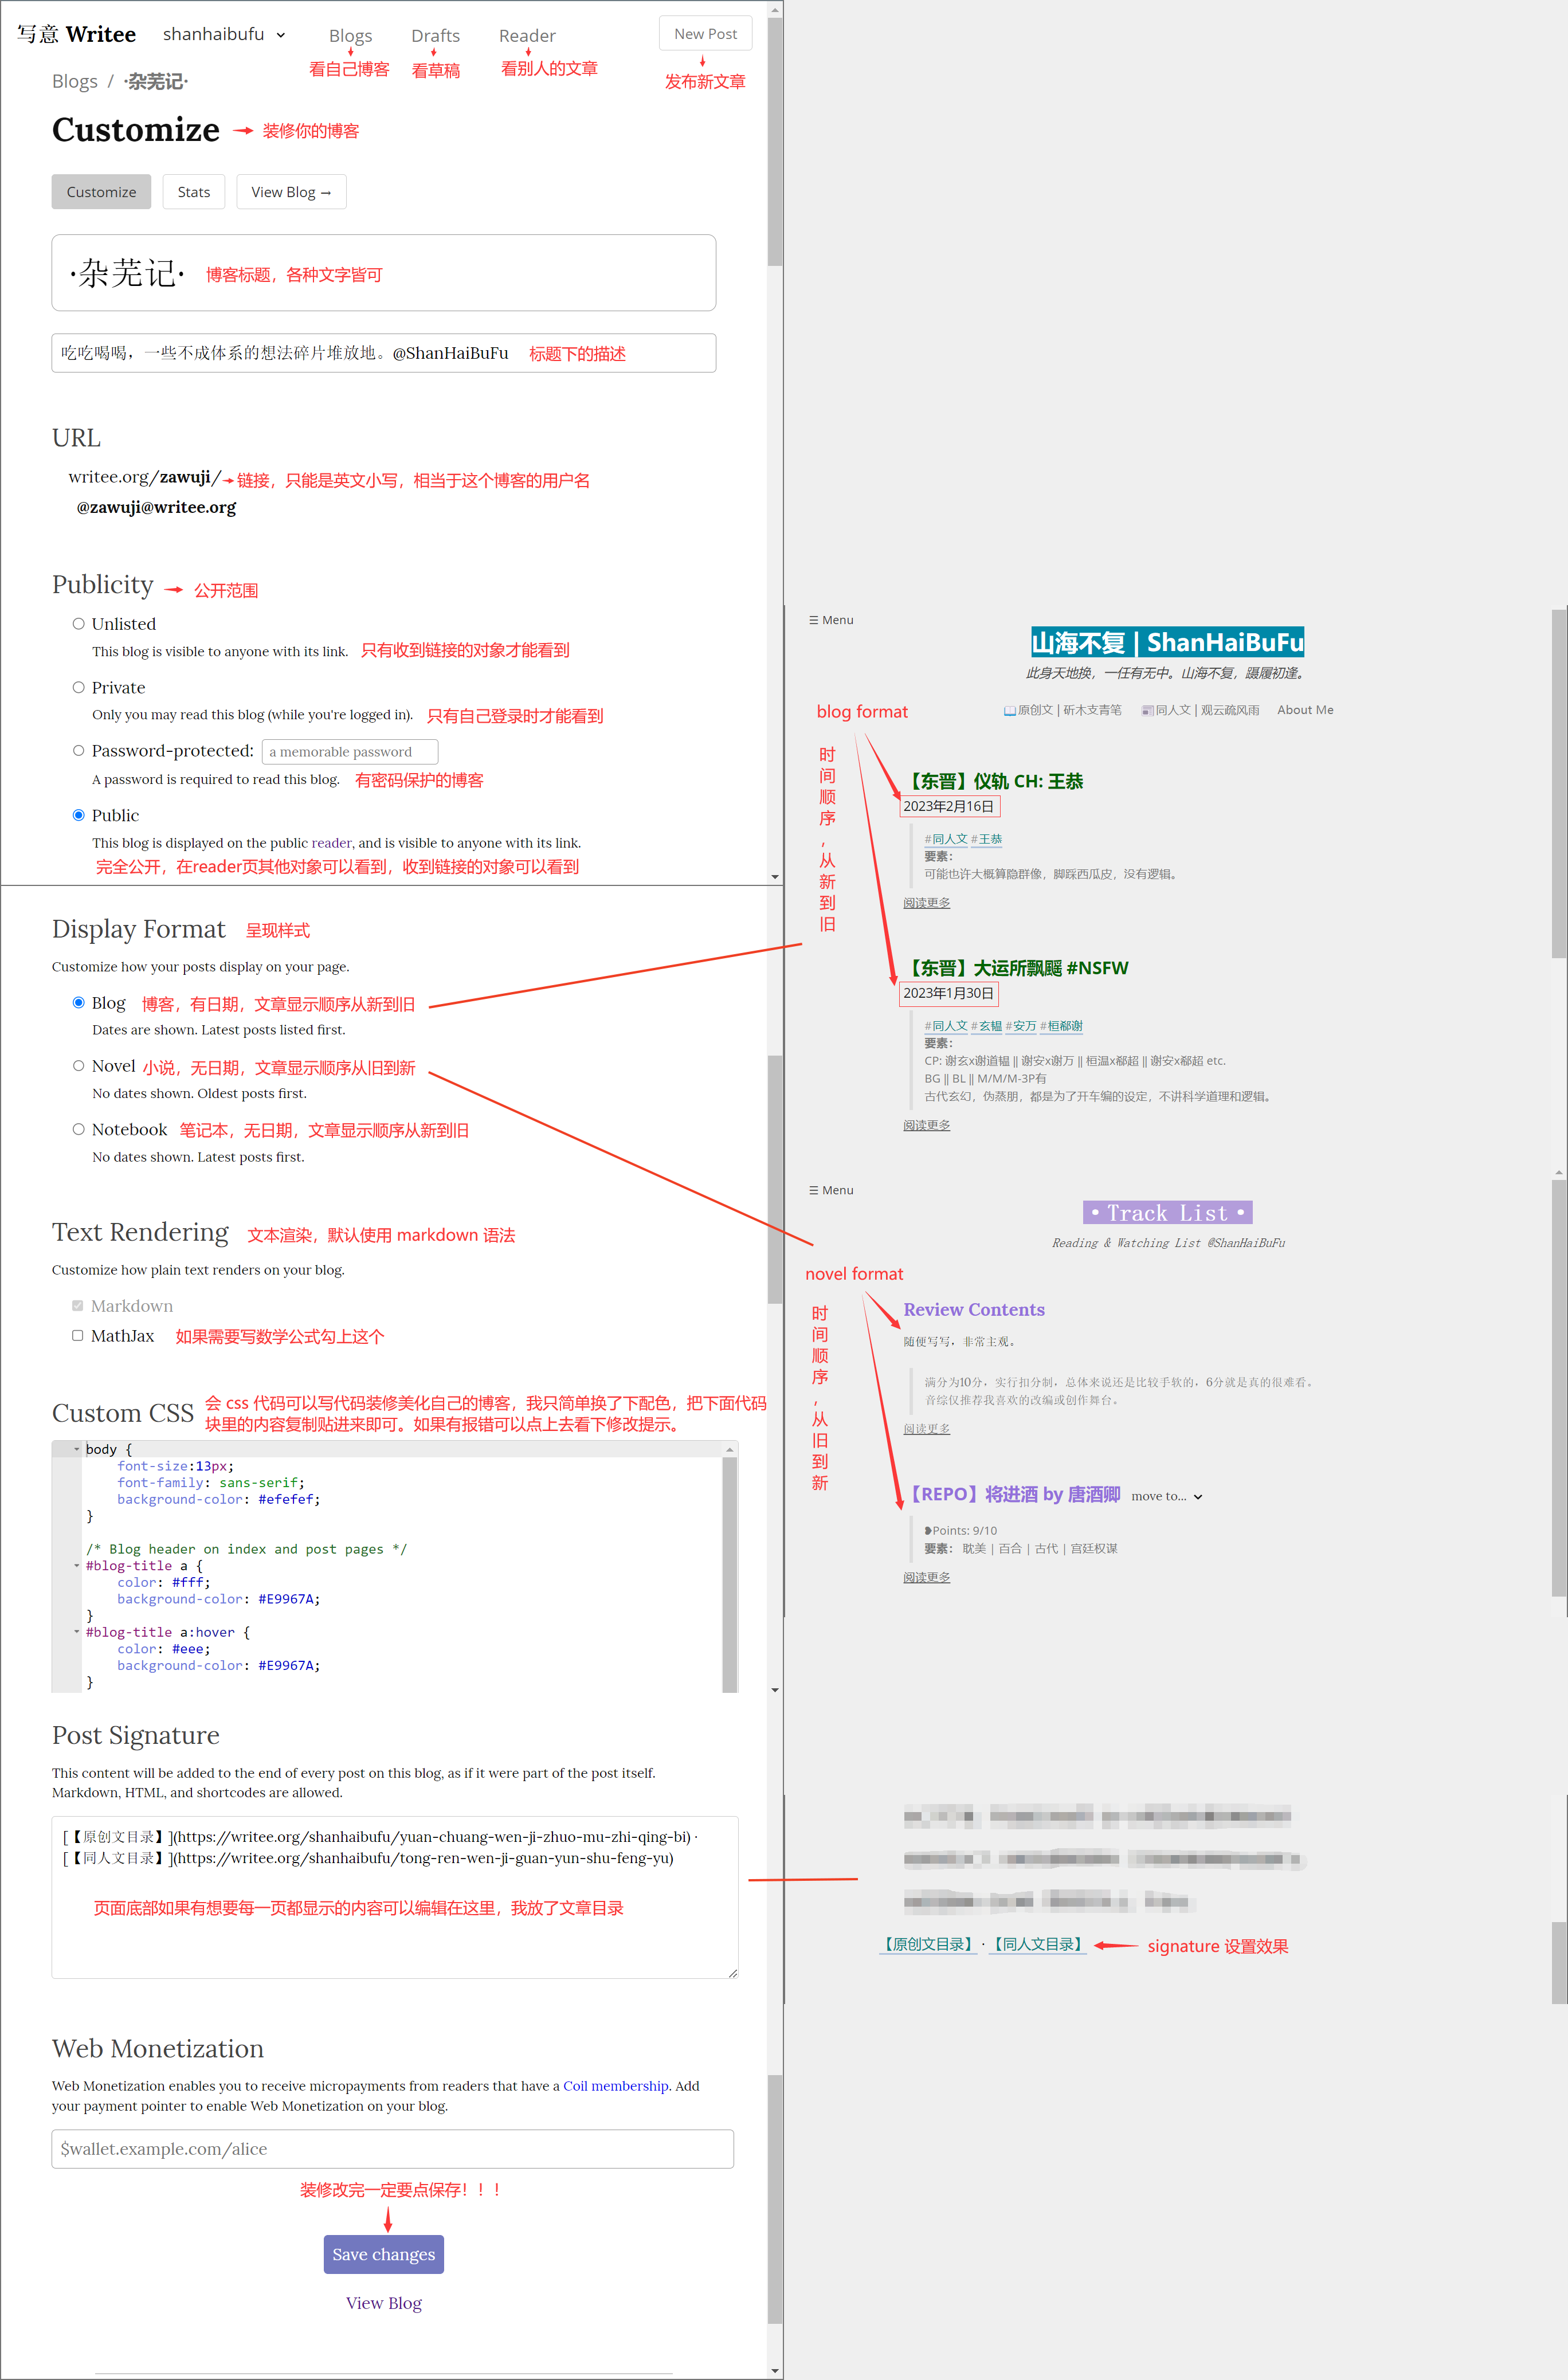 写意 Writee shanhaibufu Blogs Drafts Reader New Post
看自己博客 看草稿 看别人的文章 发布新文章
Blogs / ·杂芜记·
Customize 装修你的博客
Customize Stats View Blog →
·杂芜记· 博客标题，各种文字皆可
吃吃喝喝，一些不成体系的想法碎片堆放地。@ShanHaiBuFu 标题下的描述
URL
writee.org/zawuji/ 链接，只能是英文小写，相当于这个博客的用户名
@zawuji@writee.org
Publicity 公开范围
Unlisted
This blog is visible to anyone with its link. 只有收到链接的对象才能看到
Private
Only you may read this blog (while you're logged in). 只有自己登录时才能看到
Password-protected: a memorable password
A password is required to read this blog. 有密码保护的博客
Public
This blog is displayed on the public reader, and is visible to anyone with its link.
完全公开，在reader页其他对象可以看到，收到链接的对象可以看到
Display Format 呈现样式
Customize how your posts display on your page.
Blog 博客，有日期，文章显示顺序从新到旧
Dates are shown. Latest posts listed first.
Novel 小说，无日期，文章显示顺序从旧到新
No dates shown. Oldest posts first.
Notebook 笔记本，无日期，文章显示顺序从新到旧
No dates shown. Latest posts first.
Text Rendering 文本渲染，默认使用 markdown 语法
Customize how plain text renders on your blog.
Markdown
MathJax 如果需要写数学公式勾上这个
Custom CSS 会 css 代码可以写代码装修美化自己的博客，我只简单换了下配色，把下面代码
块里的内容复制贴进来即可。如果有报错可以点上去看下修改提示。
body {
font-size:13px;
font-family: sans-serif;
background-color: #efefef;
}
/* Blog header on index and post pages */
#blog-title a {
color: #fff;
background-color: #E9967A;
}
#blog-title a:hover {
color: #eee;
background-color: #E9967A;
}
Post Signature
This content will be added to the end of every post on this blog, as if it were part of the post itself.
Markdown, HTML, and shortcodes are allowed.
[【原创文目录】](https://writee.org/shanhaibufu/yuan-chuang-wen-ji-zhuo-mu-zhi-qing-bi) ·
[【同人文目录】](https://writee.org/shanhaibufu/tong-ren-wen-ji-guan-yun-shu-feng-yu)
页面底部如果有想要每一页都显示的内容可以编辑在这里，我放了文章目录
Web Monetization
Web Monetization enables you to receive micropayments from readers that have a Coil membership. Add
your payment pointer to enable Web Monetization on your blog.
$wallet.example.com/alice
装修改完一定要点保存！！！
Save changes
View Blog
☰ Menu
山海不复 | ShanHaiBuFu
此身天地换，一任有无中。山海不复，蹑履初逢。
原创文 | 斫木支青笔 同人文 | 观云疏风雨 About Me
blog format
时间顺序，从新到旧
【东晋】仪轨 CH: 王恭
2023年2月16日
#同人文 #王恭
要素：
可能也许大概算隐群像，脚踩西瓜皮，没有逻辑。
阅读更多
【东晋】大运所飘飖 #NSFW
2023年1月30日
#同人文 #玄韫 #安万 #桓郗谢
要素：
CP: 谢玄x谢道韫 || 谢安x谢万 || 桓温x郗超 || 谢安x郗超 etc.
BG || BL || M/M/M-3P有
古代玄幻，伪蒸朋，都是为了开车编的设定，不讲科学道理和逻辑。
阅读更多
☰ Menu
• Track List •
Reading & Watching List @ShanHaiBuFu
novel format
时间顺序，从旧到新
Review Contents
随便写写，非常主观。
满分为10分，实行扣分制，总体来说还是比较手软的，6分就是真的很难看。
音综仅推荐我喜欢的改编或创作舞台。
阅读更多
【REPO】将进酒 by 唐酒卿 move to...
❥Points: 9/10
要素： 耽美 | 百合 | 古代 | 宫廷权谋
阅读更多
【原创文目录】 · 【同人文目录】 signature 设置效果